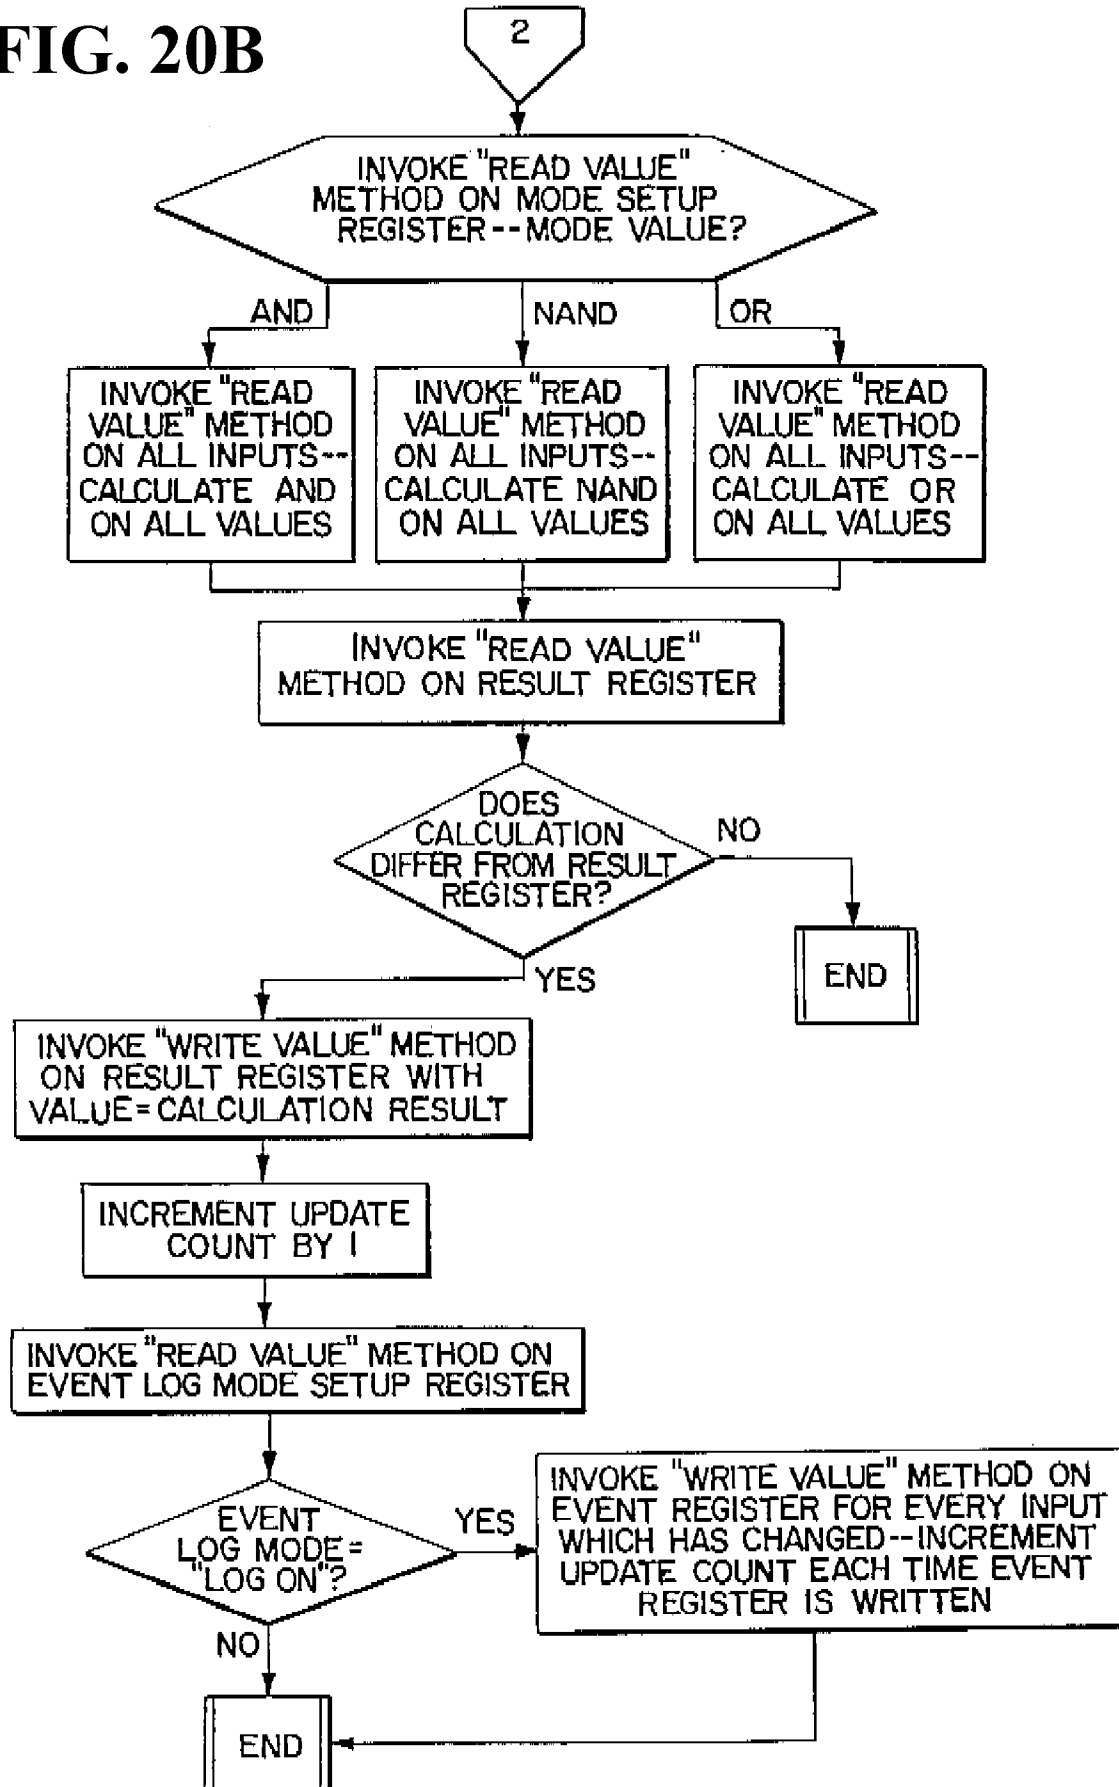 FIG. 20B
2
INVOKE "READ VALUE"
METHOD ON MODE SETUP
REGISTER--MODE VALUE?
AND
NAND
OR
INVOKE "READ
VALUE" METHOD
ON ALL INPUTS--
CALCULATE AND
ON ALL VALUES
INVOKE "READ
VALUE" METHOD
ON ALL INPUTS--
CALCULATE NAND
ON ALL VALUES
INVOKE "READ
VALUE" METHOD
ON ALL INPUTS--
CALCULATE OR
ON ALL VALUES
INVOKE "READ VALUE"
METHOD ON RESULT REGISTER
DOES
CALCULATION
DIFFER FROM RESULT
REGISTER?
NO
END
YES
INVOKE "WRITE VALUE" METHOD
ON RESULT REGISTER WITH
VALUE=CALCULATION RESULT
INCREMENT UPDATE
COUNT BY 1
INVOKE "READ VALUE" METHOD ON
EVENT LOG MODE SETUP REGISTER
EVENT
LOG MODE=
"LOG ON"?
YES
INVOKE "WRITE VALUE" METHOD ON
EVENT REGISTER FOR EVERY INPUT
WHICH HAS CHANGED--INCREMENT
UPDATE COUNT EACH TIME EVENT
REGISTER IS WRITTEN
NO
END